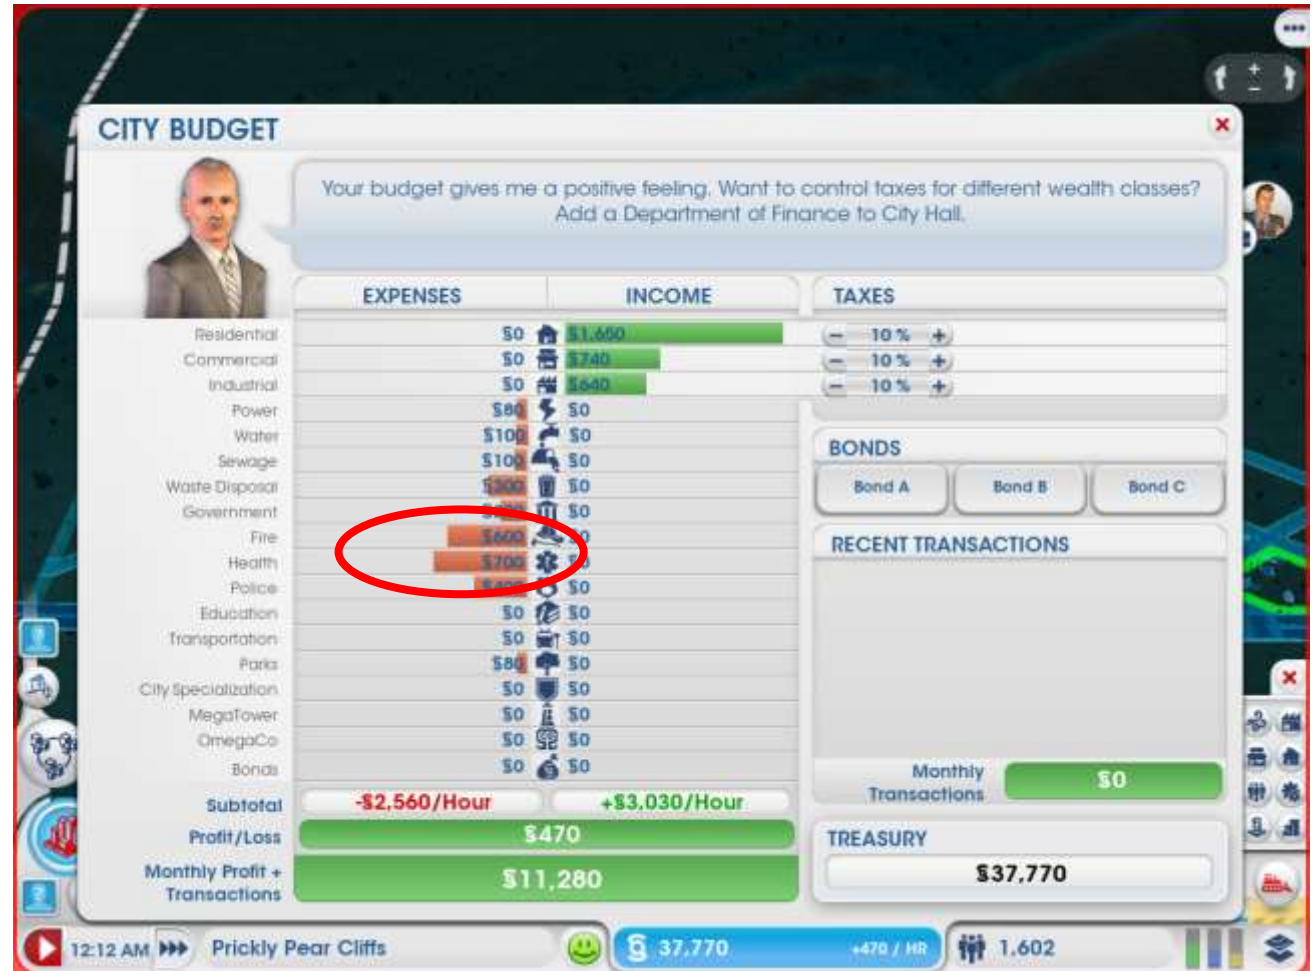 CITY BUDGET
Your budget gives me a positive feeling. Want to control taxes for different wealth classes?
Add a Department of Finance to City Hall.
EXPENSES INCOME TAXES
Residential §0 §1,650 − 10 % +
Commercial §0 §740 − 10 % +
Industrial §0 §640 − 10 % +
Power §80 §0
Water §100 §0
Sewage §100 §0
Waste Disposal §300 §0
Government §0
Fire §600
Health §700
Police §0
Education §0 §0
Transportation §0 §0
Parks §80 §0
City Specialization §0 §0
MegaTower §0 §0
OmegaCo §0 §0
Bonds §0 §0
Subtotal -§2,560/Hour +§3,030/Hour
Profit/Loss §470
Monthly Profit +
Transactions
§11,280
BONDS
Bond A Bond B Bond C
RECENT TRANSACTIONS
Monthly
Transactions
§0
TREASURY
§37,770
12:12 AM Prickly Pear Cliffs § 37,770 +470 / HR 1,602